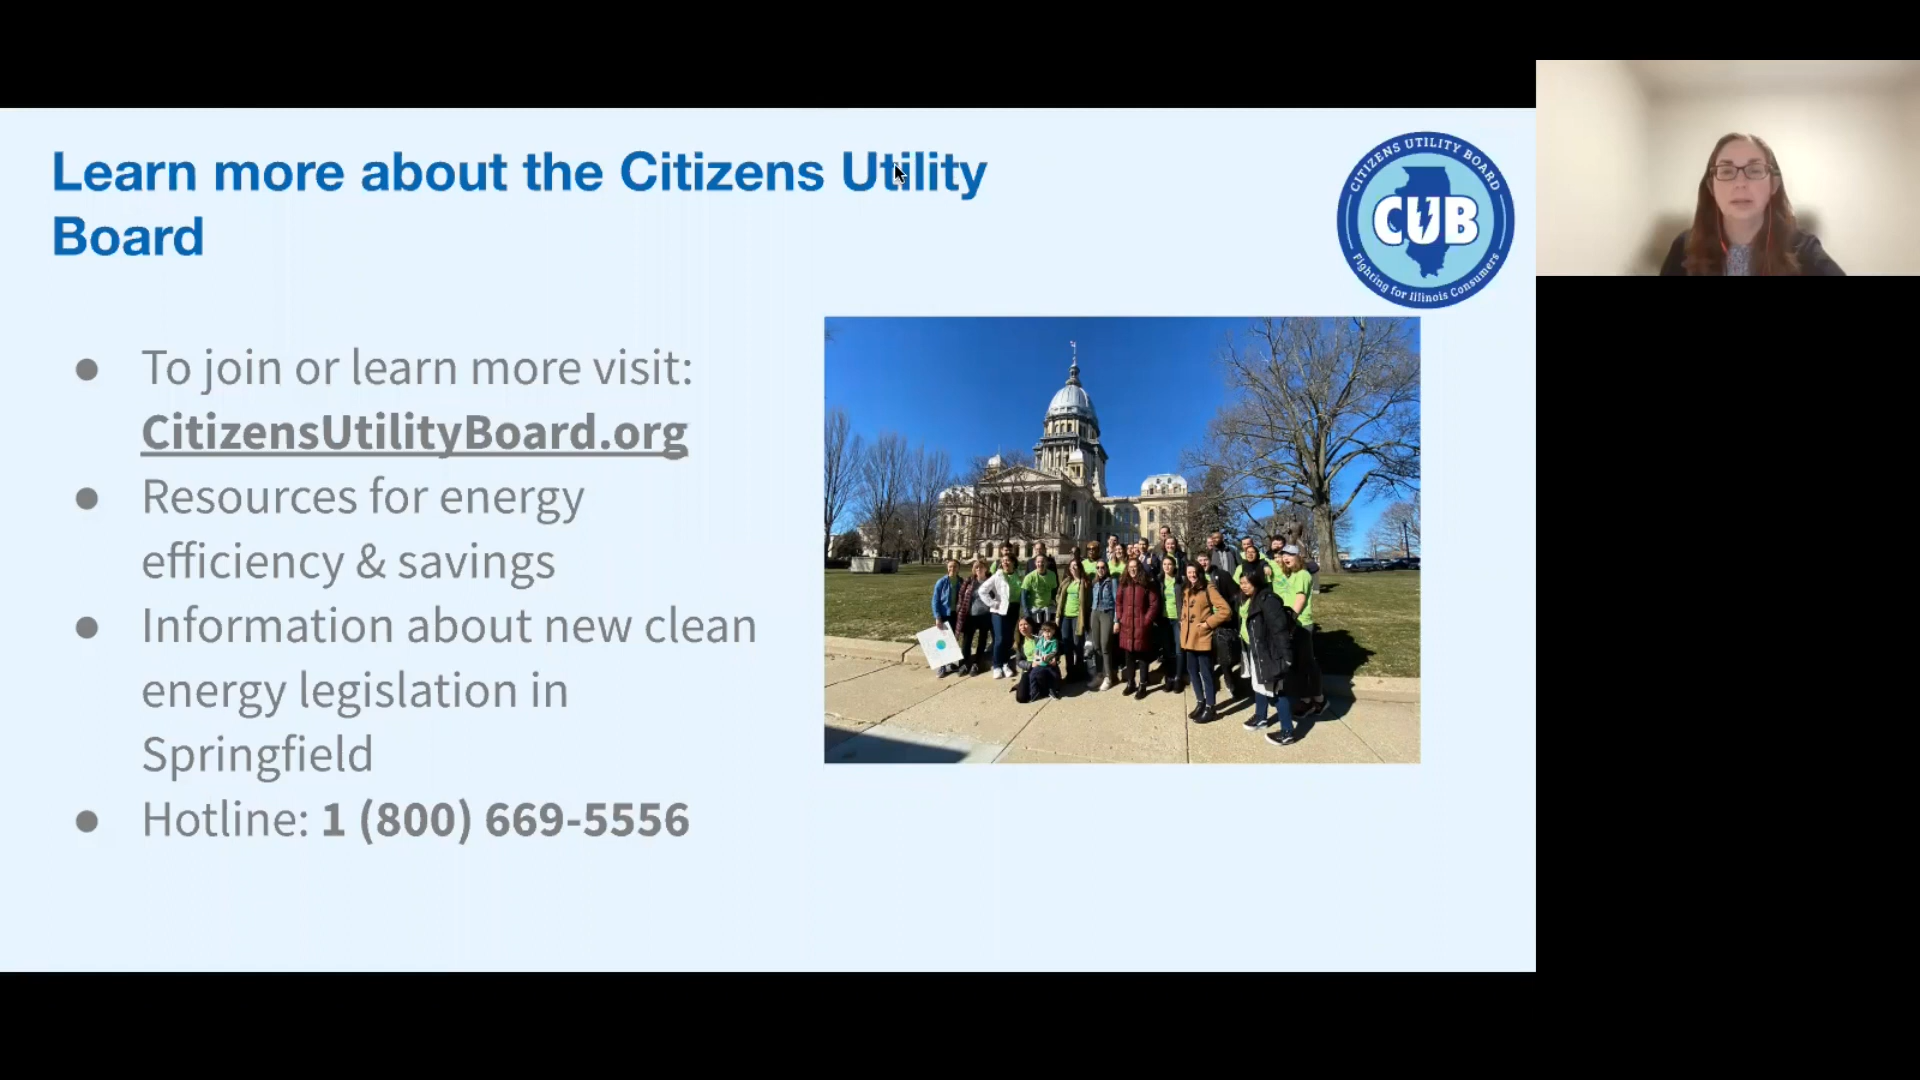 Learn more about the Citizens Utility
Board
CITIZENS UTILITY BOARD
CUB
Fighting for Illinois Consumers
● To join or learn more visit:
CitizensUtilityBoard.org
● Resources for energy
efficiency & savings
● Information about new clean
energy legislation in
Springfield
● Hotline: 1 (800) 669-5556